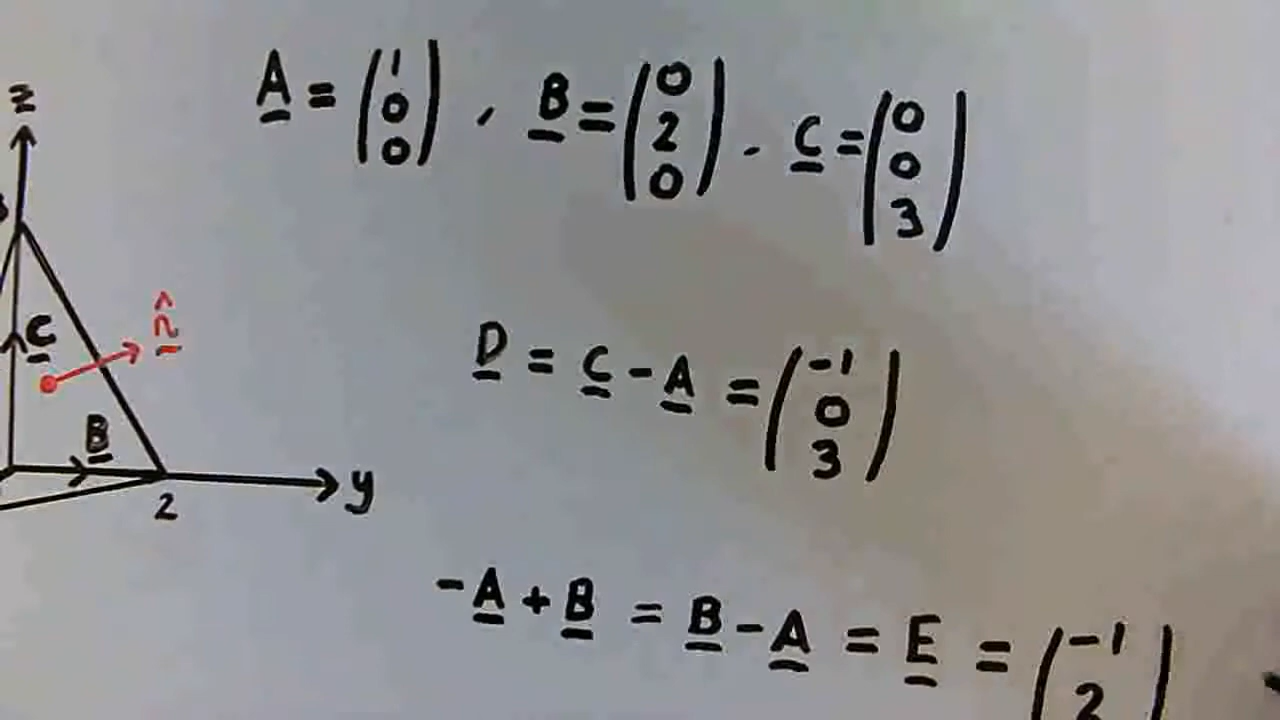 z
A = (1 0 0) , B = (0 2 0) , C = (0 0 3)
C
n̂
B
y
2
D = C - A = (-1 0 3)
-A + B = B - A = E = (-1 2